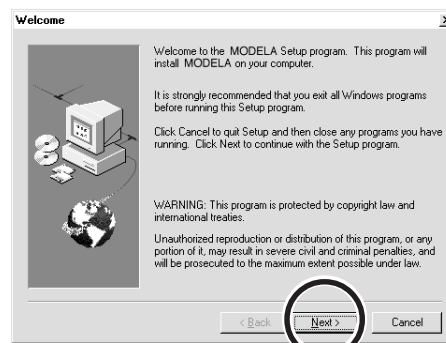 Welcome
Welcome to the MODELA Setup program. This program will
install MODELA on your computer.
It is strongly recommended that you exit all Windows programs
before running this Setup program.
Click Cancel to quit Setup and then close any programs you have
running. Click Next to continue with the Setup program.
WARNING: This program is protected by copyright law and
international treaties.
Unauthorized reproduction or distribution of this program, or any
portion of it, may result in severe civil and criminal penalties, and
will be prosecuted to the maximum extent possible under law.
< Back Next > Cancel